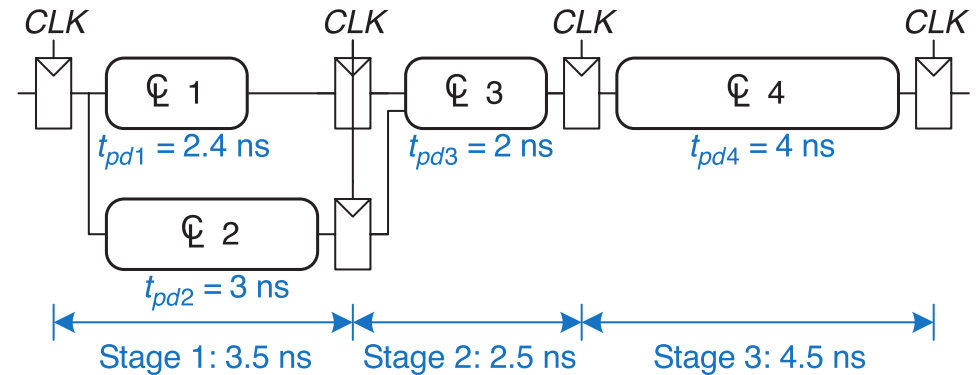 CLK CLK CLK CLK
CL 1 CL 3 CL 4
tpd1 = 2.4 ns tpd3 = 2 ns tpd4 = 4 ns
CL 2
tpd2 = 3 ns
Stage 1: 3.5 ns Stage 2: 2.5 ns Stage 3: 4.5 ns